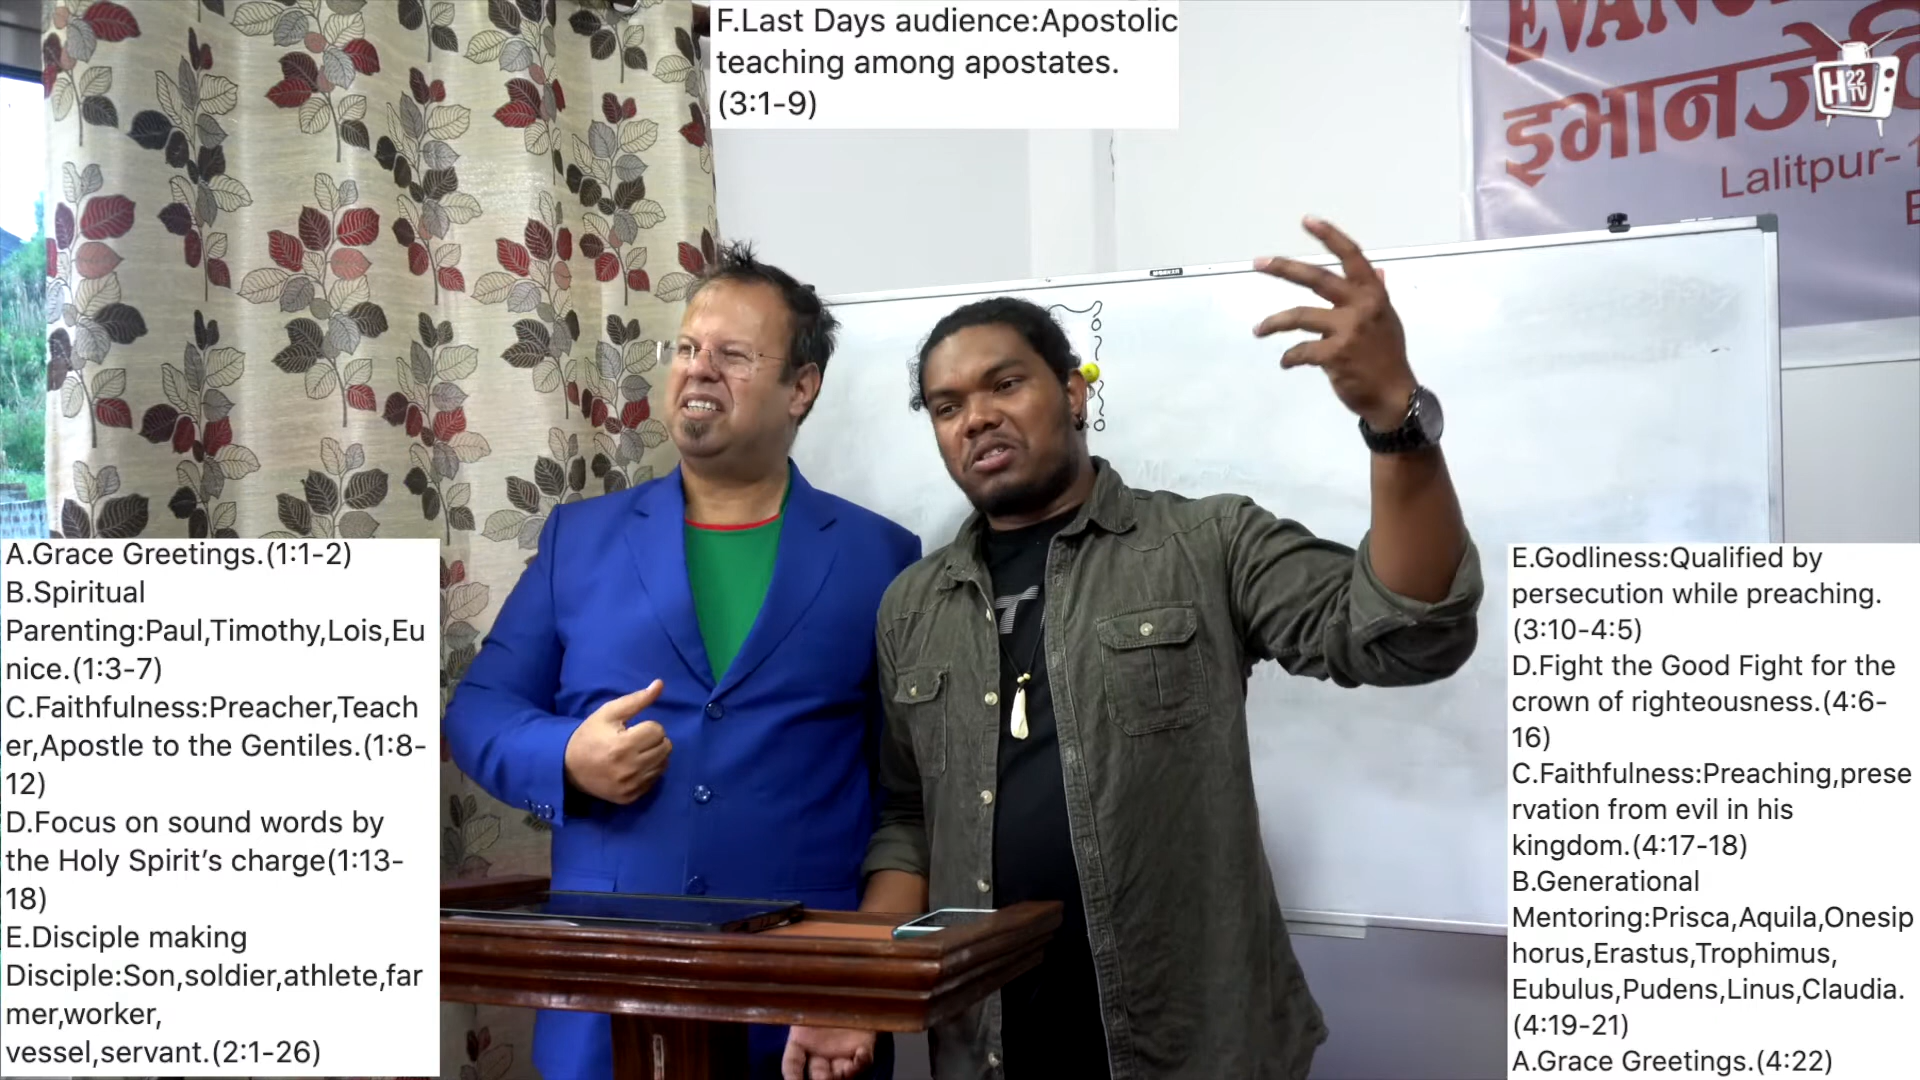 F.Last Days audience:Apostolic
teaching among apostates.
(3:1-9)
इभानजे
Lalitpur-1
H22
TV
A.Grace Greetings.(1:1-2)
B.Spiritual
Parenting:Paul,Timothy,Lois,Eu
nice.(1:3-7)
C.Faithfulness:Preacher,Teach
er,Apostle to the Gentiles.(1:8-
12)
D.Focus on sound words by
the Holy Spirit’s charge(1:13-
18)
E.Disciple making
Disciple:Son,soldier,athlete,far
mer,worker,
vessel,servant.(2:1-26)
E.Godliness:Qualified by
persecution while preaching.
(3:10-4:5)
D.Fight the Good Fight for the
crown of righteousness.(4:6-
16)
C.Faithfulness:Preaching,prese
rvation from evil in his
kingdom.(4:17-18)
B.Generational
Mentoring:Prisca,Aquila,Onesip
horus,Erastus,Trophimus,
Eubulus,Pudens,Linus,Claudia.
(4:19-21)
A.Grace Greetings.(4:22)